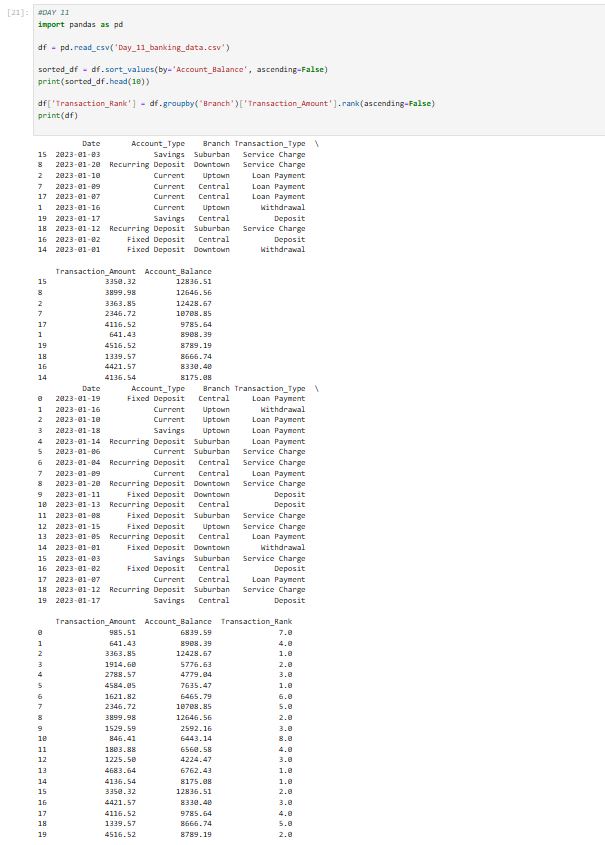 [21]: #DAY 11
import pandas as pd
df = pd.read_csv('Day_11_banking_data.csv')
sorted_df = df.sort_values(by='Account_Balance', ascending=False)
print(sorted_df.head(10))
df['Transaction_Rank'] = df.groupby('Branch')['Transaction_Amount'].rank(ascending=False)
print(df)
Date Account_Type Branch Transaction_Type \
15 2023-01-03 Savings Suburban Service Charge
8 2023-01-20 Recurring Deposit Downtown Service Charge
2 2023-01-10 Current Uptown Loan Payment
7 2023-01-09 Current Central Loan Payment
17 2023-01-07 Current Central Loan Payment
1 2023-01-16 Current Uptown Withdrawal
19 2023-01-17 Savings Central Deposit
18 2023-01-12 Recurring Deposit Suburban Service Charge
16 2023-01-02 Fixed Deposit Central Deposit
14 2023-01-01 Fixed Deposit Downtown Withdrawal
Transaction_Amount Account_Balance
15 3350.32 12836.51
8 3899.98 12646.56
2 3363.85 12428.67
7 2346.72 10708.85
17 4116.52 9785.64
1 641.43 8908.39
19 4516.52 8789.19
18 1339.57 8666.74
16 4421.57 8330.40
14 4136.54 8175.08
Date Account_Type Branch Transaction_Type \
0 2023-01-19 Fixed Deposit Central Loan Payment
1 2023-01-16 Current Uptown Withdrawal
2 2023-01-10 Current Uptown Loan Payment
3 2023-01-18 Savings Uptown Loan Payment
4 2023-01-14 Recurring Deposit Suburban Loan Payment
5 2023-01-06 Current Suburban Service Charge
6 2023-01-04 Recurring Deposit Central Service Charge
7 2023-01-09 Current Central Loan Payment
8 2023-01-20 Recurring Deposit Downtown Service Charge
9 2023-01-11 Fixed Deposit Downtown Deposit
10 2023-01-13 Recurring Deposit Central Deposit
11 2023-01-08 Fixed Deposit Suburban Service Charge
12 2023-01-15 Fixed Deposit Uptown Service Charge
13 2023-01-05 Recurring Deposit Central Loan Payment
14 2023-01-01 Fixed Deposit Downtown Withdrawal
15 2023-01-03 Savings Suburban Service Charge
16 2023-01-02 Fixed Deposit Central Deposit
17 2023-01-07 Current Central Loan Payment
18 2023-01-12 Recurring Deposit Suburban Service Charge
19 2023-01-17 Savings Central Deposit
Transaction_Amount Account_Balance Transaction_Rank
0 985.51 6839.59 7.0
1 641.43 8908.39 4.0
2 3363.85 12428.67 1.0
3 1914.60 5776.63 2.0
4 2788.57 4779.04 3.0
5 4584.05 7635.47 1.0
6 1621.82 6465.79 6.0
7 2346.72 10708.85 5.0
8 3899.98 12646.56 2.0
9 1529.59 2592.16 3.0
10 846.41 6443.14 8.0
11 1803.88 6560.58 4.0
12 1225.50 4224.47 3.0
13 4683.64 6762.43 1.0
14 4136.54 8175.08 1.0
15 3350.32 12836.51 2.0
16 4421.57 8330.40 3.0
17 4116.52 9785.64 4.0
18 1339.57 8666.74 5.0
19 4516.52 8789.19 2.0